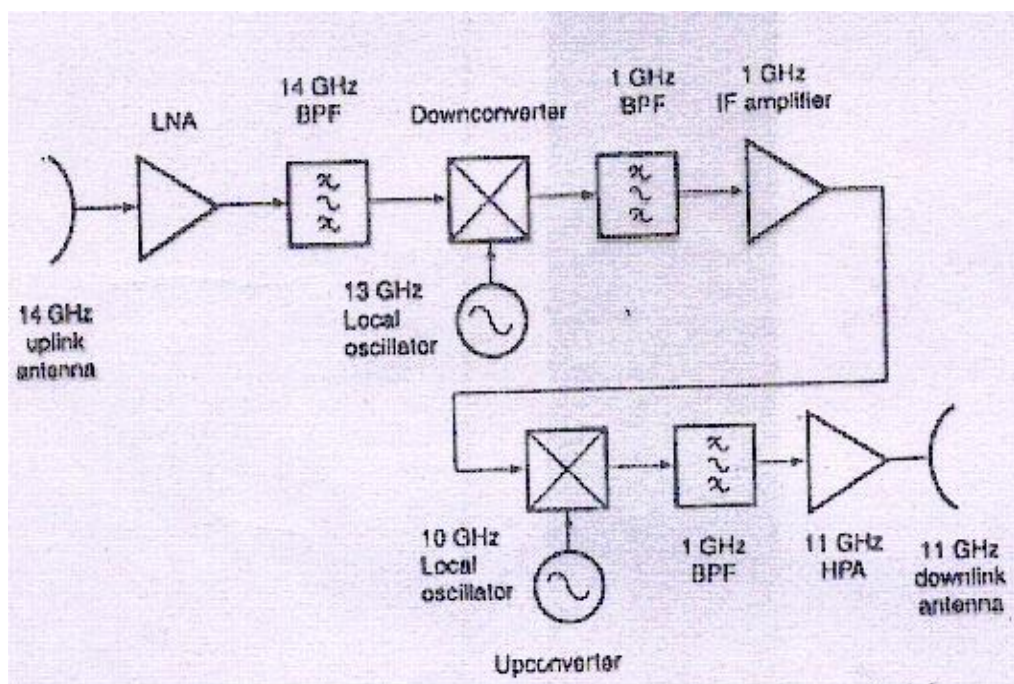 LNA
14 GHz
BPF
Downconverter
1 GHz
BPF
1 GHz
IF amplifier
14 GHz
uplink
antenna
13 GHz
Local
oscillator
10 GHz
Local
oscillator
1 GHz
BPF
11 GHz
HPA
11 GHz
downlink
antenna
Upconverter